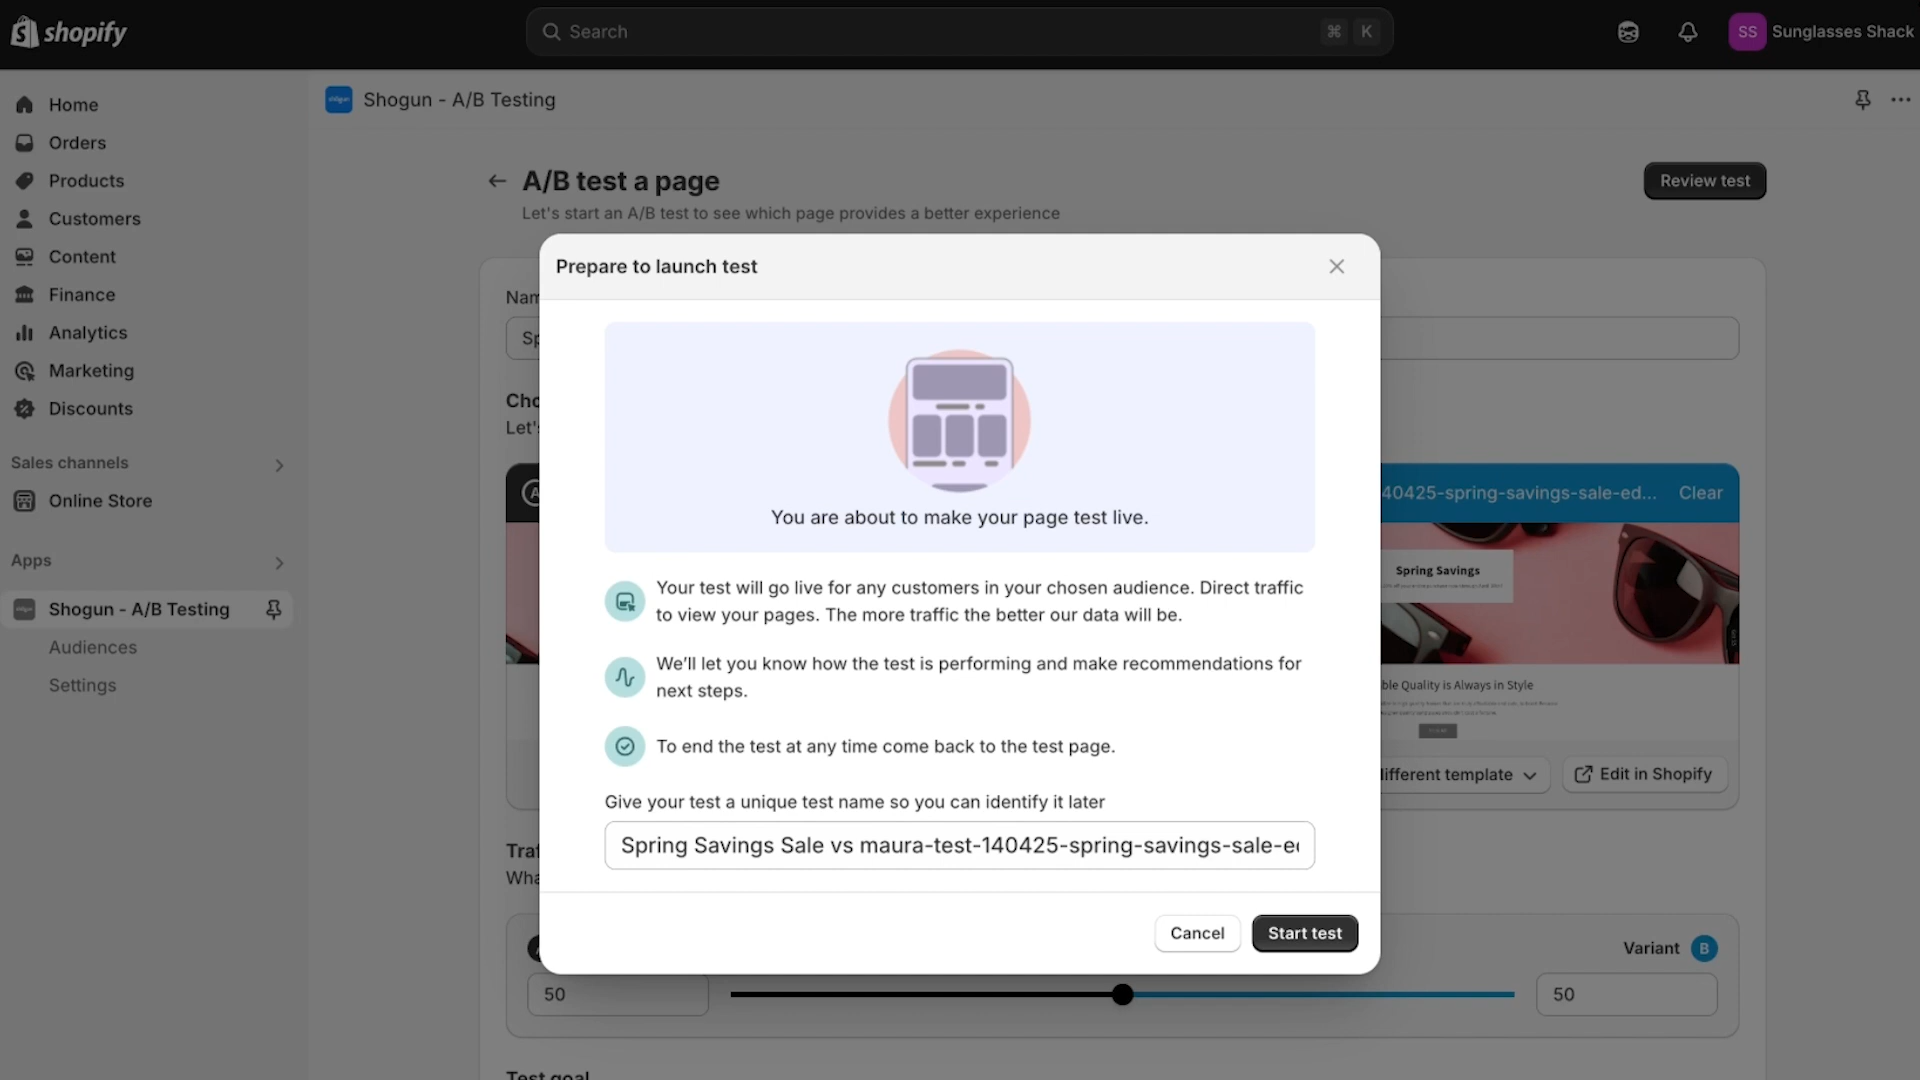 shopify
Search
⌘ K
SS Sunglasses Shack
Home
Orders
Products
Customers
Content
Finance
Analytics
Marketing
Discounts
Sales channels
Online Store
Apps
Shogun - A/B Testing
Audiences
Settings
Shogun - A/B Testing
A/B test a page
Review test
Let's start an A/B test to see which page provides a better experience
Prepare to launch test
You are about to make your page test live.
Your test will go live for any customers in your chosen audience. Direct traffic
to view your pages. The more traffic the better our data will be.
We'll let you know how the test is performing and make recommendations for
next steps.
To end the test at any time come back to the test page.
Give your test a unique test name so you can identify it later
Spring Savings Sale vs maura-test-140425-spring-savings-sale-e
Cancel
Start test
40425-spring-savings-sale-ed... Clear
Spring Savings
Quality is Always in Style
template
Edit in Shopify
Variant B
50
50
Test goal